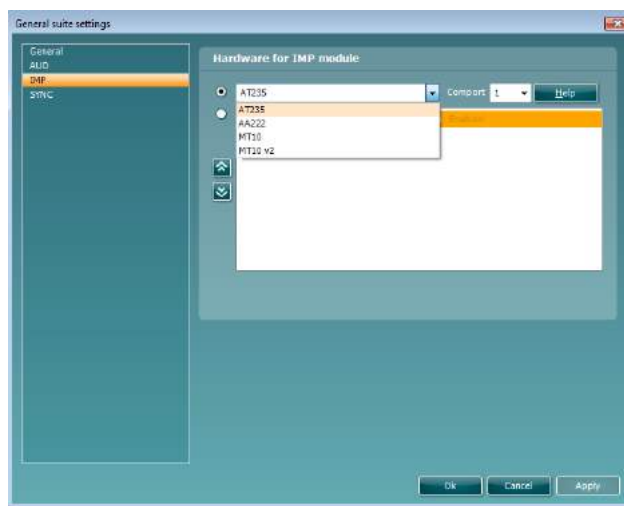 General suite settings
General
AUD
IMP
SYNC
Hardware for IMP module
AT235
Comport 1
Help
AT235
AA222
MT10
MT10 v2
Ok
Cancel
Apply